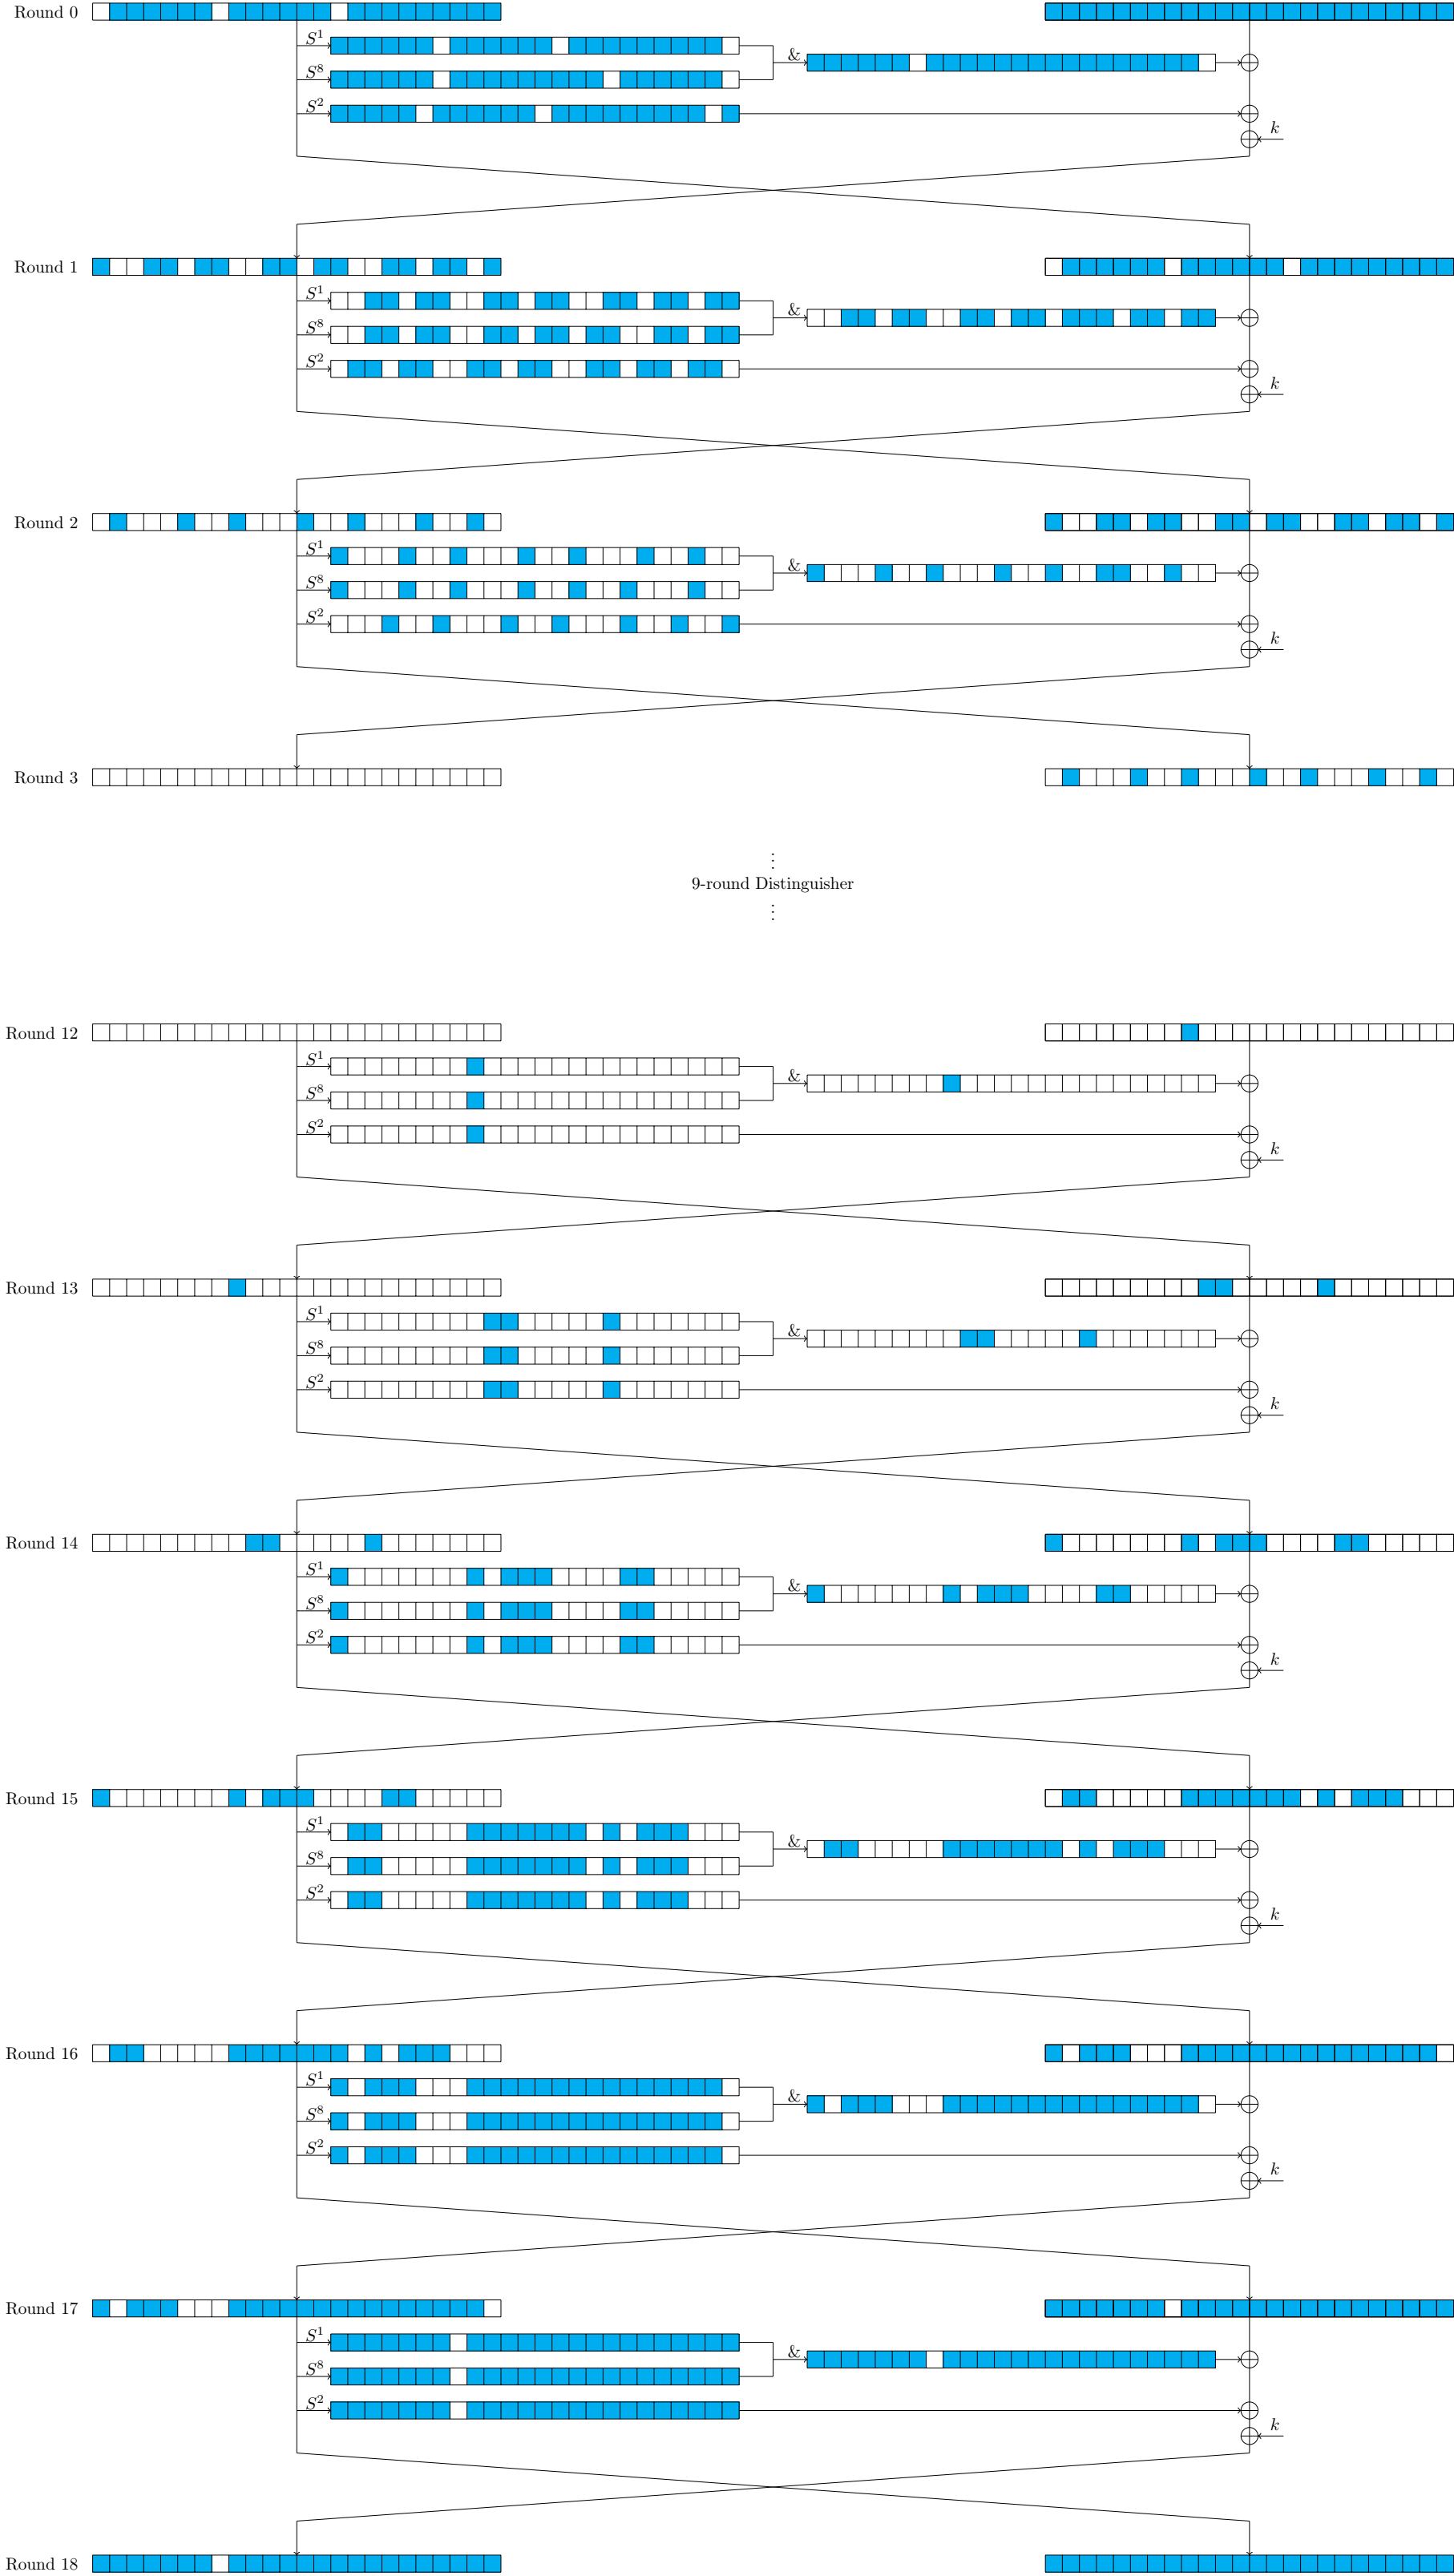 Round 0
S^1
&
S^8
S^2
k
Round 1
S^1
&
S^8
S^2
k
Round 2
S^1
&
S^8
S^2
k
Round 3
⋮
9-round Distinguisher
⋮
Round 12
S^1
&
S^8
S^2
k
Round 13
S^1
&
S^8
S^2
k
Round 14
S^1
&
S^8
S^2
k
Round 15
S^1
&
S^8
S^2
k
Round 16
S^1
&
S^8
S^2
k
Round 17
S^1
&
S^8
S^2
k
Round 18